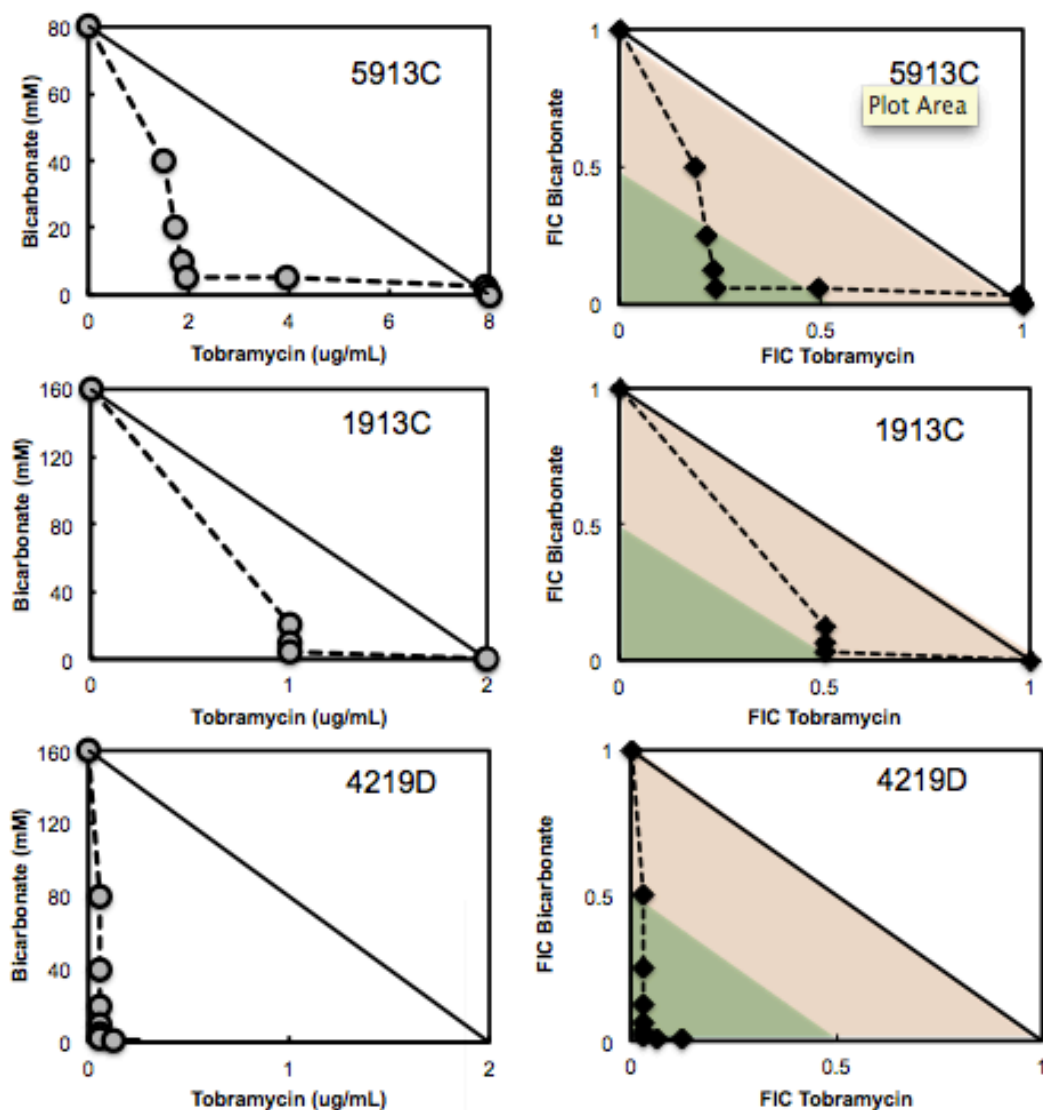 80
60
40
20
0
Bicarbonate (mM)
5913C
0 2 4 6 8
Tobramycin (ug/mL)
1
0.5
0
FIC Bicarbonate
5913C
Plot Area
0 0.5 1
FIC Tobramycin
160
120
80
40
0
Bicarbonate (mM)
1913C
0 1 2
Tobramycin (ug/mL)
1
0.5
0
FIC Bicarbonate
1913C
0 0.5 1
FIC Tobramycin
160
120
80
40
0
Bicarbonate (mM)
4219D
0 1 2
Tobramycin (ug/mL)
1
0.5
0
FIC Bicarbonate
4219D
0 0.5 1
FIC Tobramycin